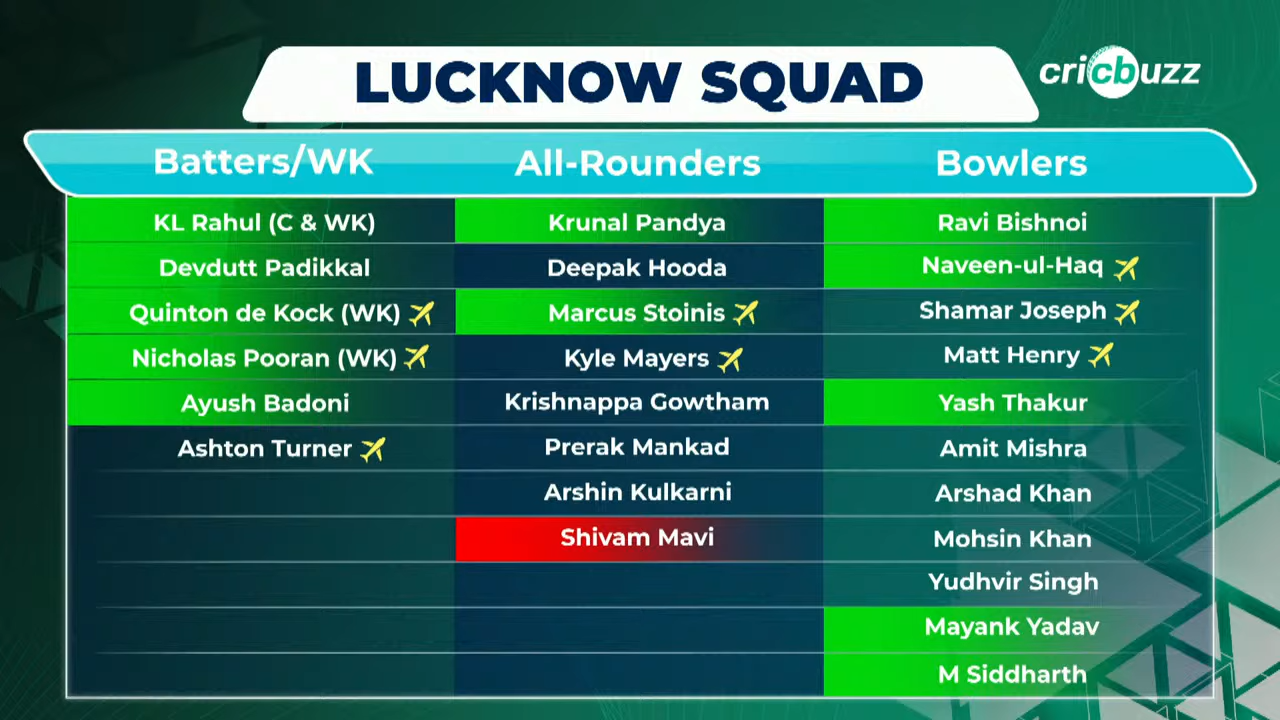 LUCKNOW SQUAD
cricbuzz
Batters/WK
All-Rounders
Bowlers
KL Rahul (C & WK)
Krunal Pandya
Ravi Bishnoi
Devdutt Padikkal
Deepak Hooda
Naveen-ul-Haq
Quinton de Kock (WK)
Marcus Stoinis
Shamar Joseph
Nicholas Pooran (WK)
Kyle Mayers
Matt Henry
Ayush Badoni
Krishnappa Gowtham
Yash Thakur
Ashton Turner
Prerak Mankad
Amit Mishra
Arshin Kulkarni
Arshad Khan
Shivam Mavi
Mohsin Khan
Yudhvir Singh
Mayank Yadav
M Siddharth